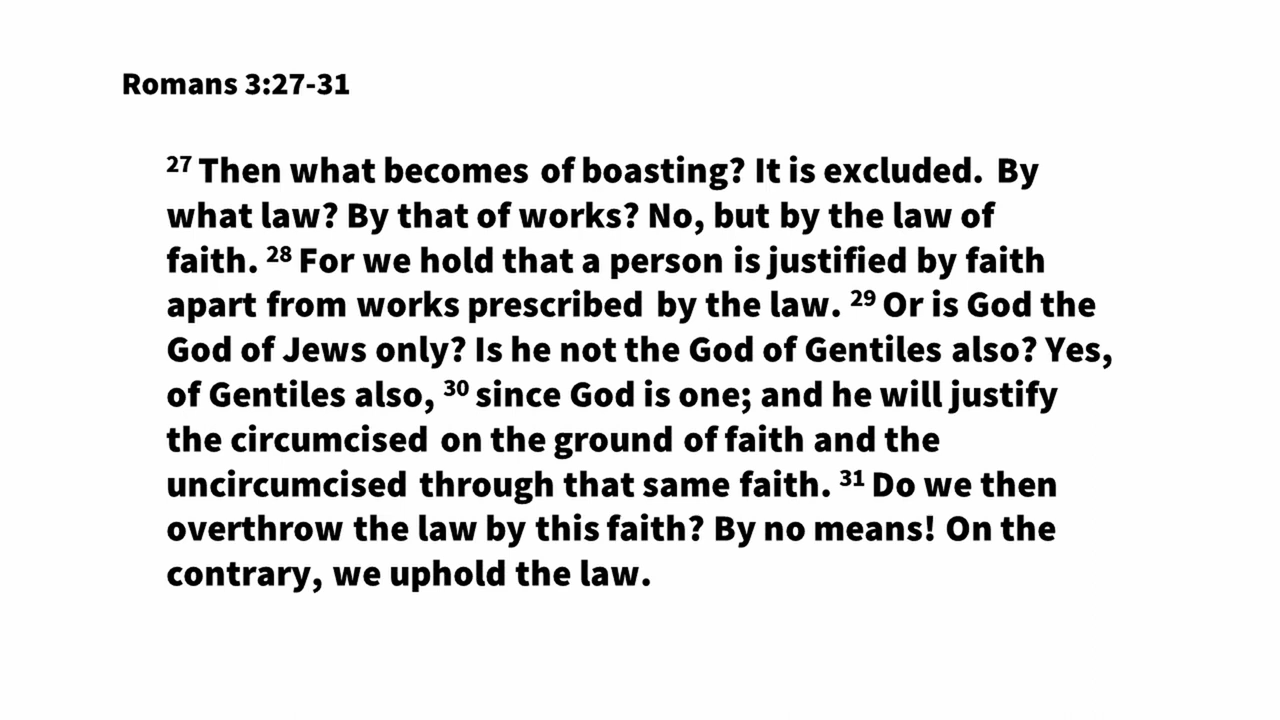 Romans 3:27-31
27 Then what becomes of boasting? It is excluded. By
what law? By that of works? No, but by the law of
faith. 28 For we hold that a person is justified by faith
apart from works prescribed by the law. 29 Or is God the
God of Jews only? Is he not the God of Gentiles also? Yes,
of Gentiles also, 30 since God is one; and he will justify
the circumcised on the ground of faith and the
uncircumcised through that same faith. 31 Do we then
overthrow the law by this faith? By no means! On the
contrary, we uphold the law.